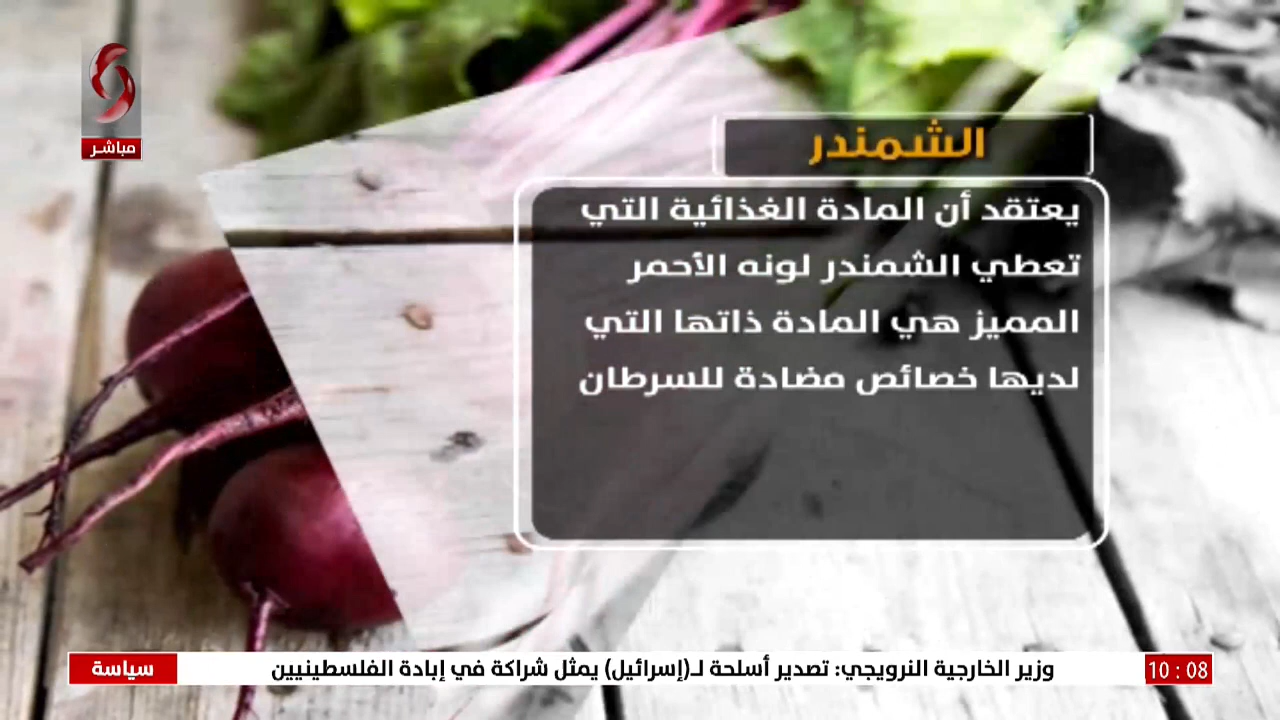 مباشر
الشمندر
يعتقد أن المادة الغذائية التي
تعطي الشمندر لونه الأحمر
المميز هي المادة ذاتها التي
لديها خصائص مضادة للسرطان
10 : 08
وزير الخارجية النرويجي: تصدير أسلحة لـ(إسرائيل) يمثل شراكة في إبادة الفلسطينيين
سياسة